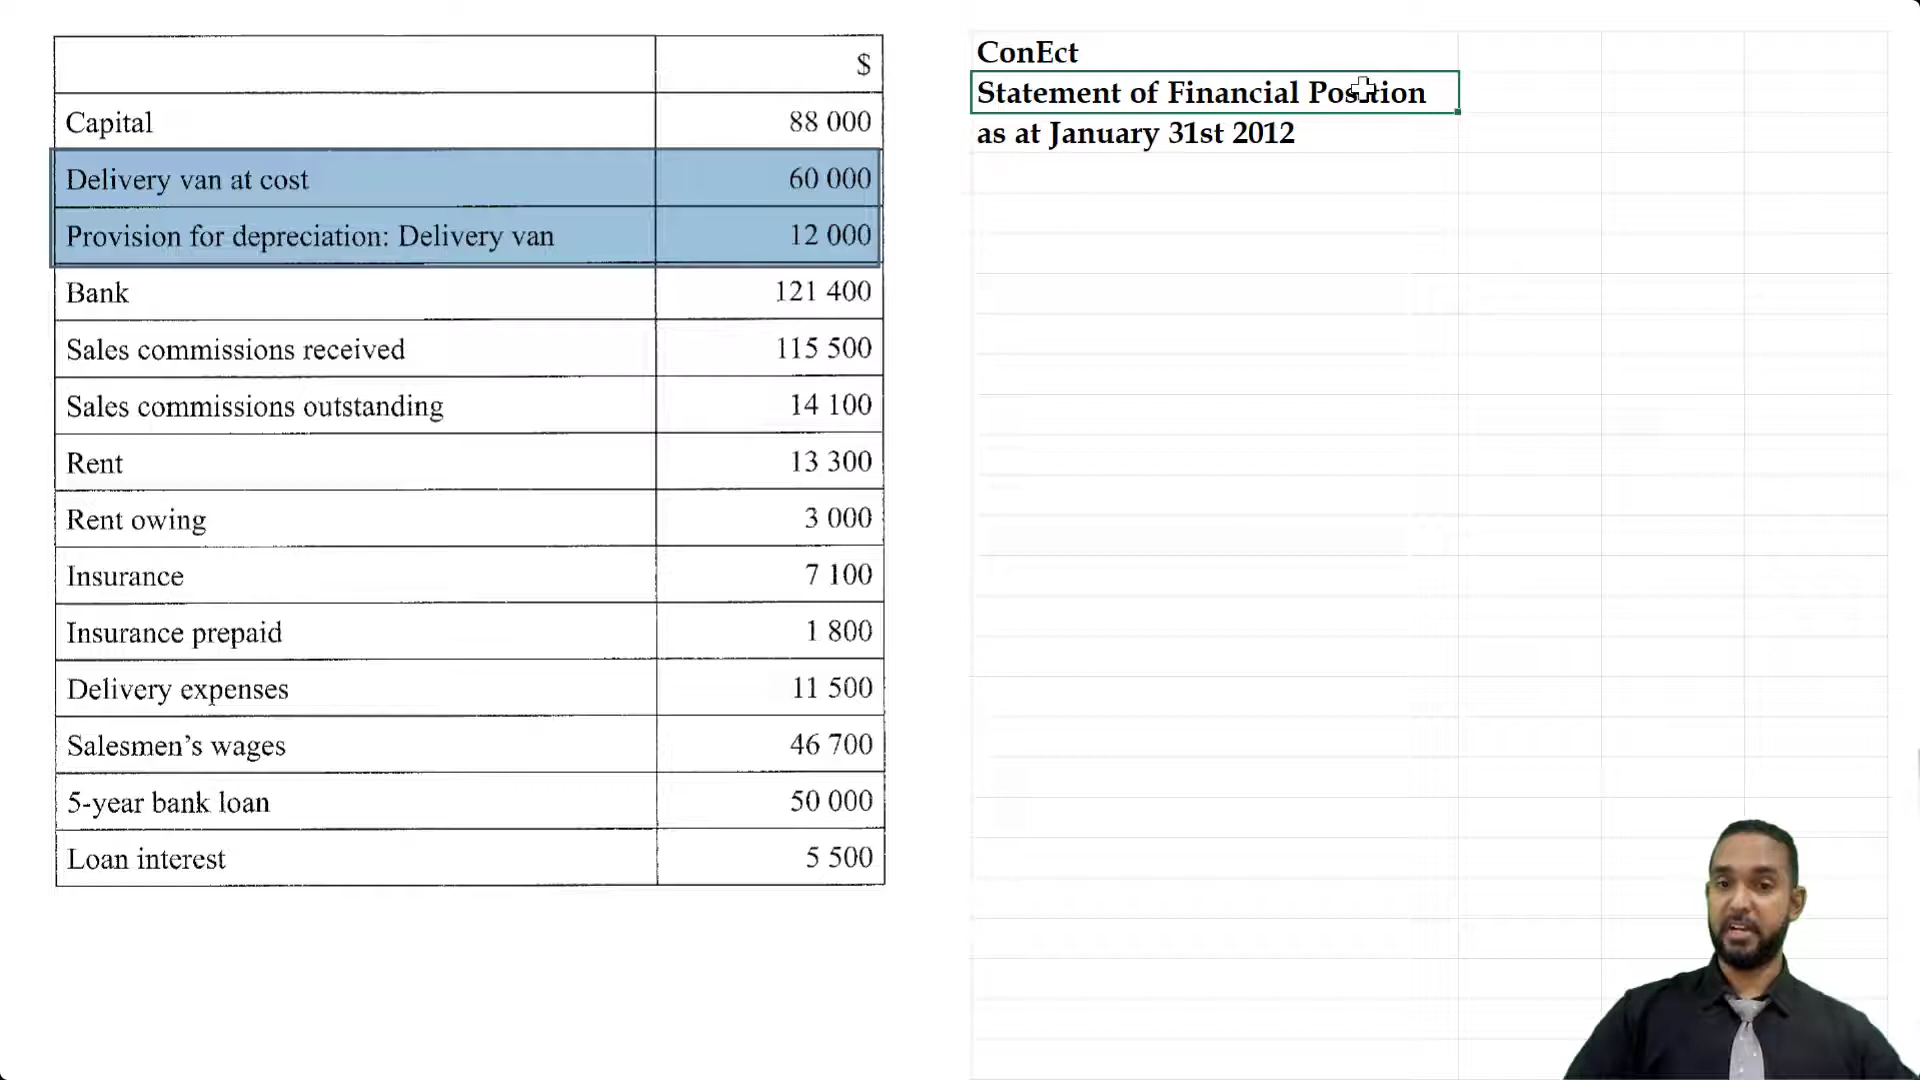 $
Capital 88 000
Delivery van at cost 60 000
Provision for depreciation: Delivery van 12 000
Bank 121 400
Sales commissions received 115 500
Sales commissions outstanding 14 100
Rent 13 300
Rent owing 3 000
Insurance 7 100
Insurance prepaid 1 800
Delivery expenses 11 500
Salesmen’s wages 46 700
5-year bank loan 50 000
Loan interest 5 500
ConEct
Statement of Financial Position
as at January 31st 2012